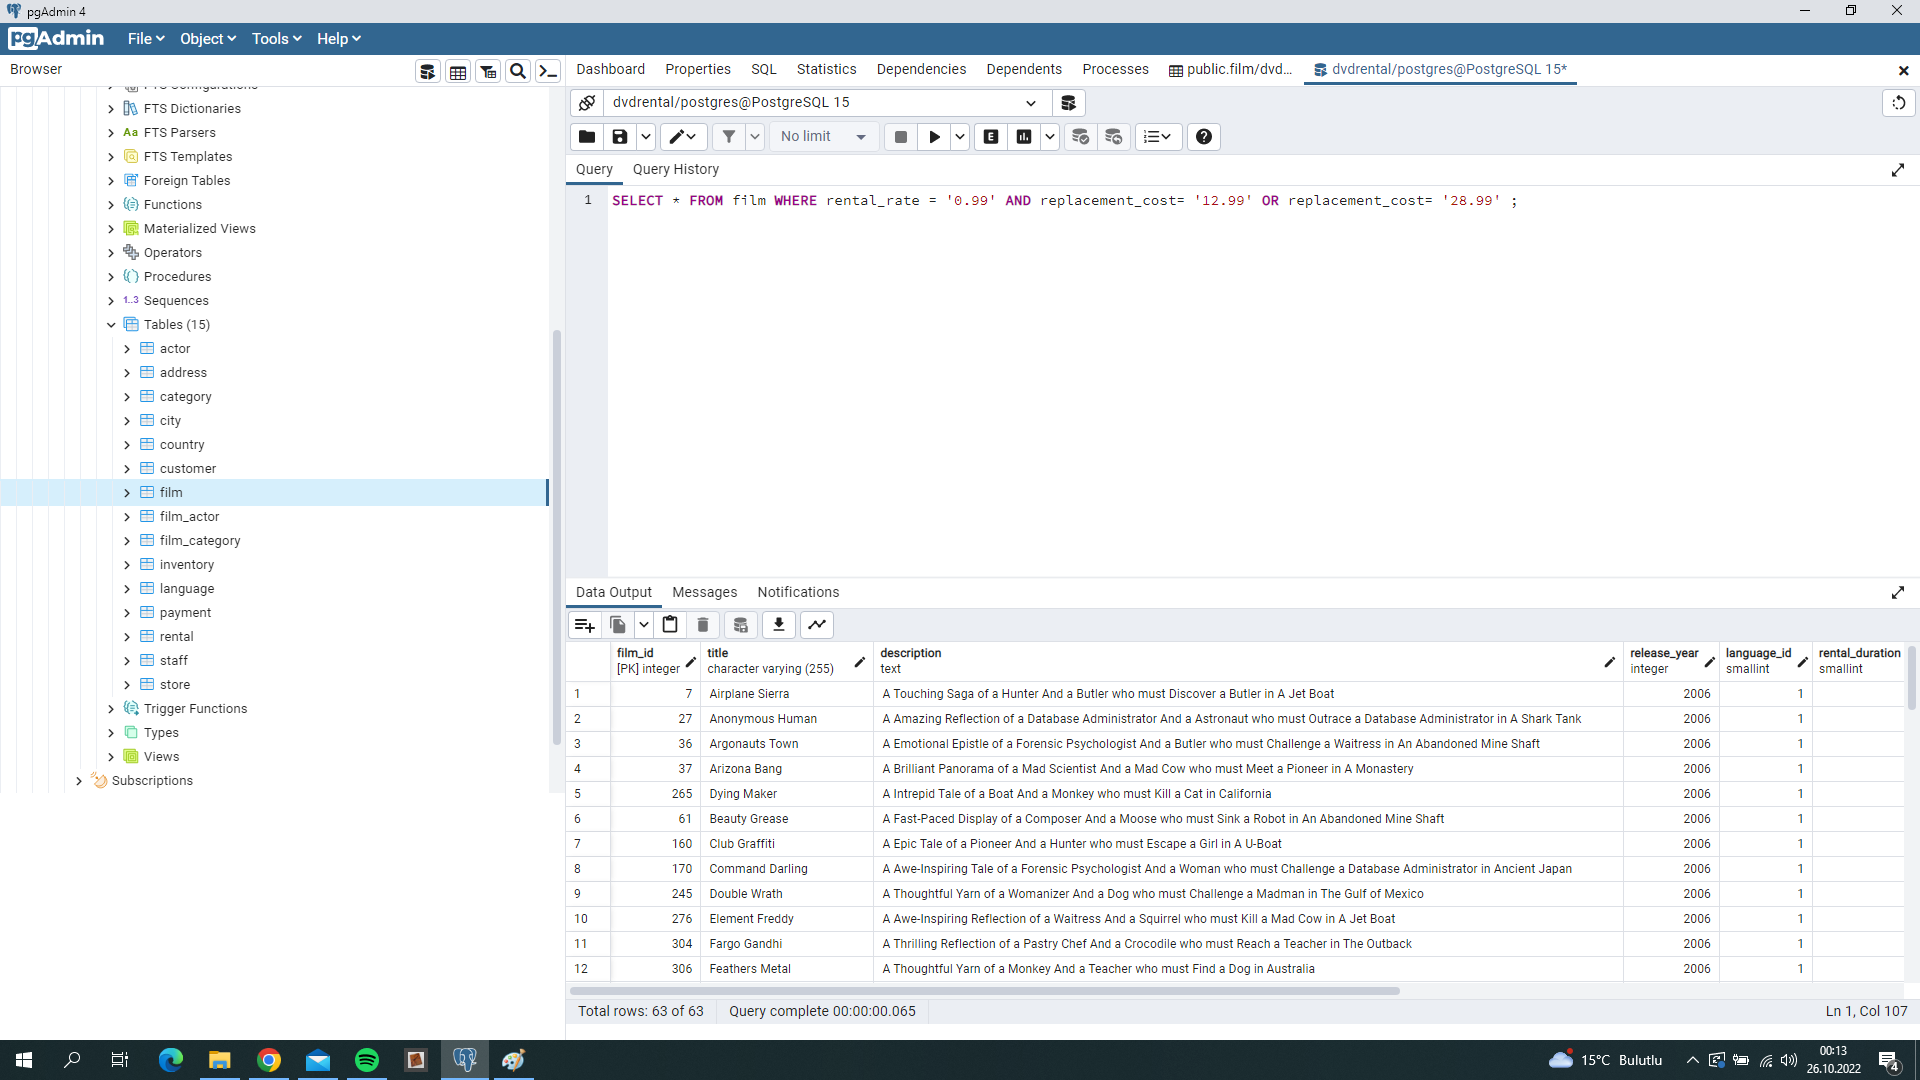 pgAdmin 4
pgAdmin File Object Tools Help
Browser
Dashboard Properties SQL Statistics Dependencies Dependents Processes public.film/dvd... dvdrental/postgres@PostgreSQL 15*
FTS Configurations
FTS Dictionaries
Aa FTS Parsers
FTS Templates
Foreign Tables
Functions
Materialized Views
Operators
Procedures
1..3 Sequences
Tables (15)
actor
address
category
city
country
customer
film
film_actor
film_category
inventory
language
payment
rental
staff
store
Trigger Functions
Types
Views
Subscriptions
dvdrental/postgres@PostgreSQL 15
No limit E
Query Query History
1 SELECT * FROM film WHERE rental_rate = '0.99' AND replacement_cost= '12.99' OR replacement_cost= '28.99' ;
Data Output Messages Notifications
film_id title description release_year language_id rental_duration
[PK] integer character varying (255) text integer smallint smallint
1 7 Airplane Sierra A Touching Saga of a Hunter And a Butler who must Discover a Butler in A Jet Boat 2006 1
2 27 Anonymous Human A Amazing Reflection of a Database Administrator And a Astronaut who must Outrace a Database Administrator in A Shark Tank 2006 1
3 36 Argonauts Town A Emotional Epistle of a Forensic Psychologist And a Butler who must Challenge a Waitress in An Abandoned Mine Shaft 2006 1
4 37 Arizona Bang A Brilliant Panorama of a Mad Scientist And a Mad Cow who must Meet a Pioneer in A Monastery 2006 1
5 265 Dying Maker A Intrepid Tale of a Boat And a Monkey who must Kill a Cat in California 2006 1
6 61 Beauty Grease A Fast-Paced Display of a Composer And a Moose who must Sink a Robot in An Abandoned Mine Shaft 2006 1
7 160 Club Graffiti A Epic Tale of a Pioneer And a Hunter who must Escape a Girl in A U-Boat 2006 1
8 170 Command Darling A Awe-Inspiring Tale of a Forensic Psychologist And a Woman who must Challenge a Database Administrator in Ancient Japan 2006 1
9 245 Double Wrath A Thoughtful Yarn of a Womanizer And a Dog who must Challenge a Madman in The Gulf of Mexico 2006 1
10 276 Element Freddy A Awe-Inspiring Reflection of a Waitress And a Squirrel who must Kill a Mad Cow in A Jet Boat 2006 1
11 304 Fargo Gandhi A Thrilling Reflection of a Pastry Chef And a Crocodile who must Reach a Teacher in The Outback 2006 1
12 306 Feathers Metal A Thoughtful Yarn of a Monkey And a Teacher who must Find a Dog in Australia 2006 1
Total rows: 63 of 63 Query complete 00:00:00.065 Ln 1, Col 107
15°C Bulutlu
00:13
26.10.2022
4